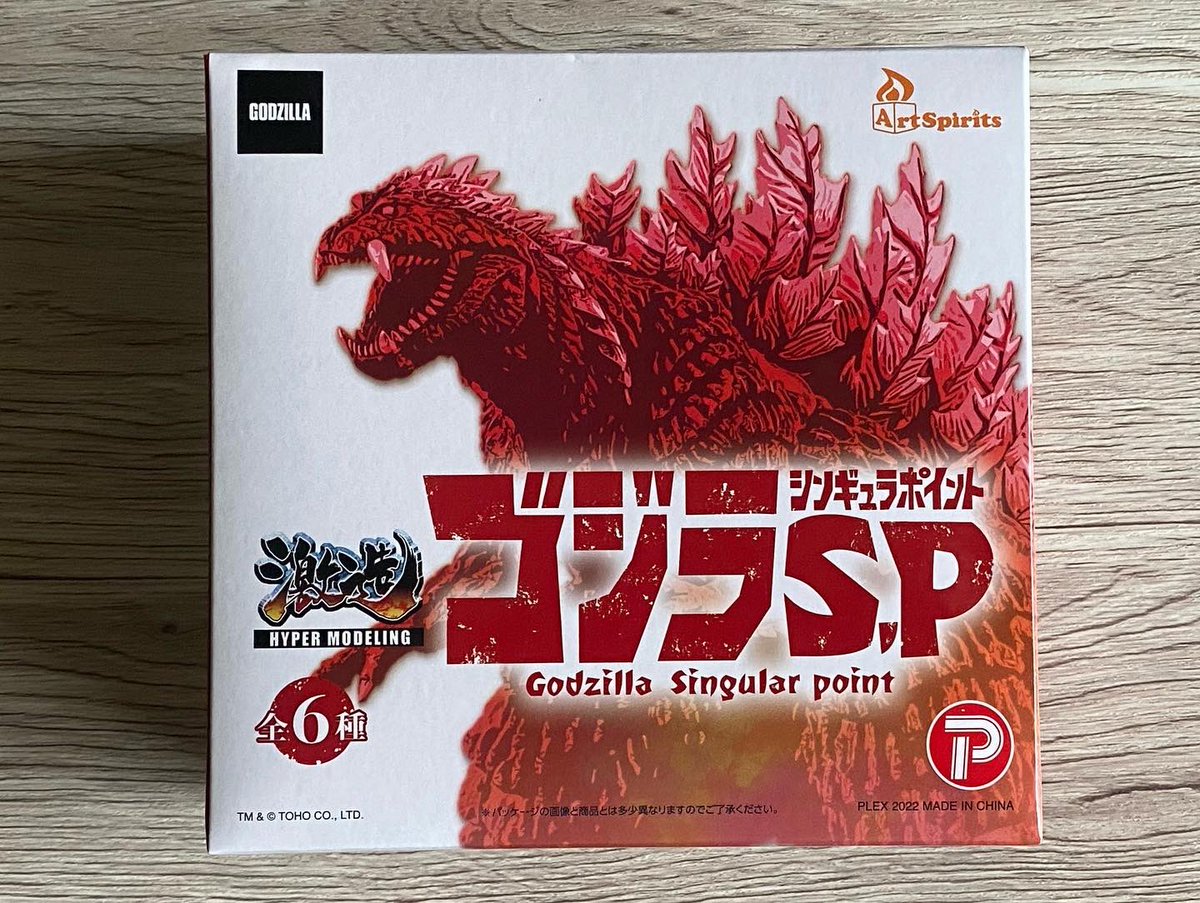 GODZILLA
ArtSpirits
シンギュラポイント
ゴジラS.P
Godzilla Singular point
激造
HYPER MODELING
全6種
P
TM & © TOHO CO., LTD.
※パッケージの画像と商品とは多少異なりますのでご了承ください。
PLEX 2022 MADE IN CHINA